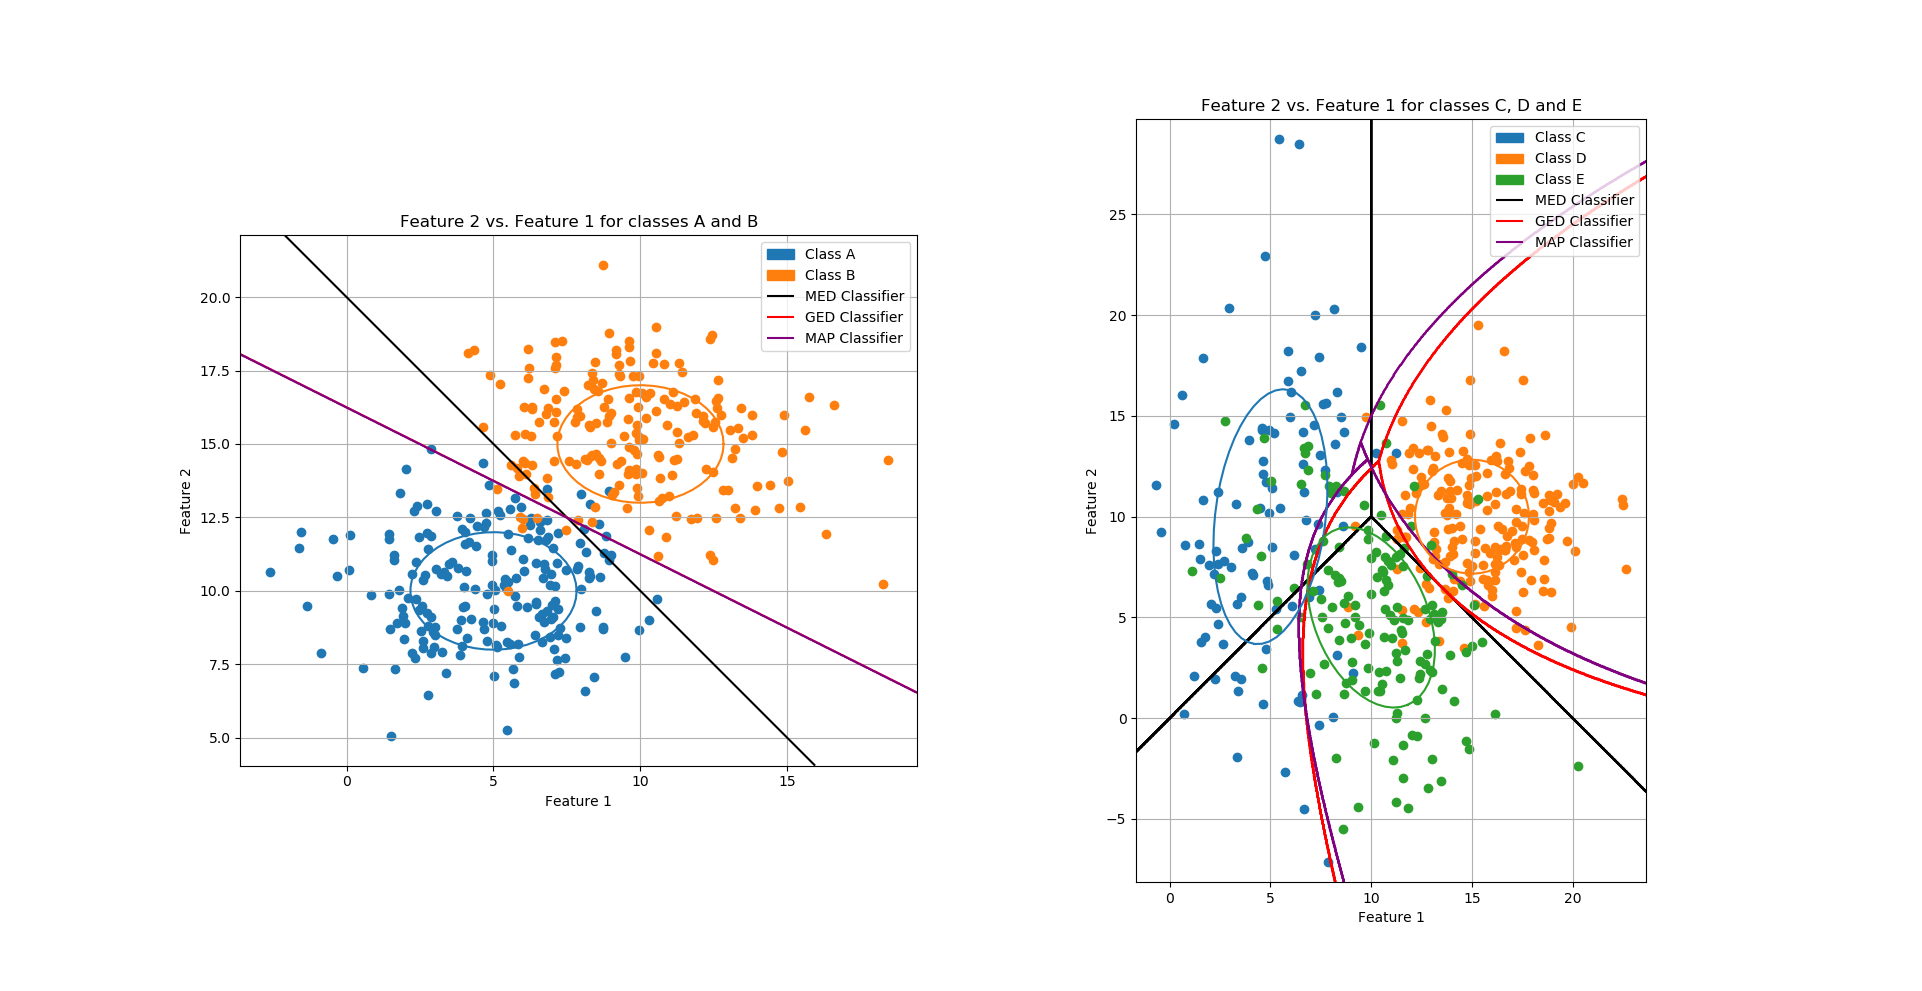 Feature 2 vs. Feature 1 for classes A and B
Class A
Class B
MED Classifier
GED Classifier
MAP Classifier
20.0
17.5
15.0
12.5
10.0
7.5
5.0
Feature 2
0
5
10
15
Feature 1
Feature 2 vs. Feature 1 for classes C, D and E
Class C
Class D
Class E
MED Classifier
GED Classifier
MAP Classifier
25
20
15
10
5
0
−5
Feature 2
0
5
10
15
20
Feature 1